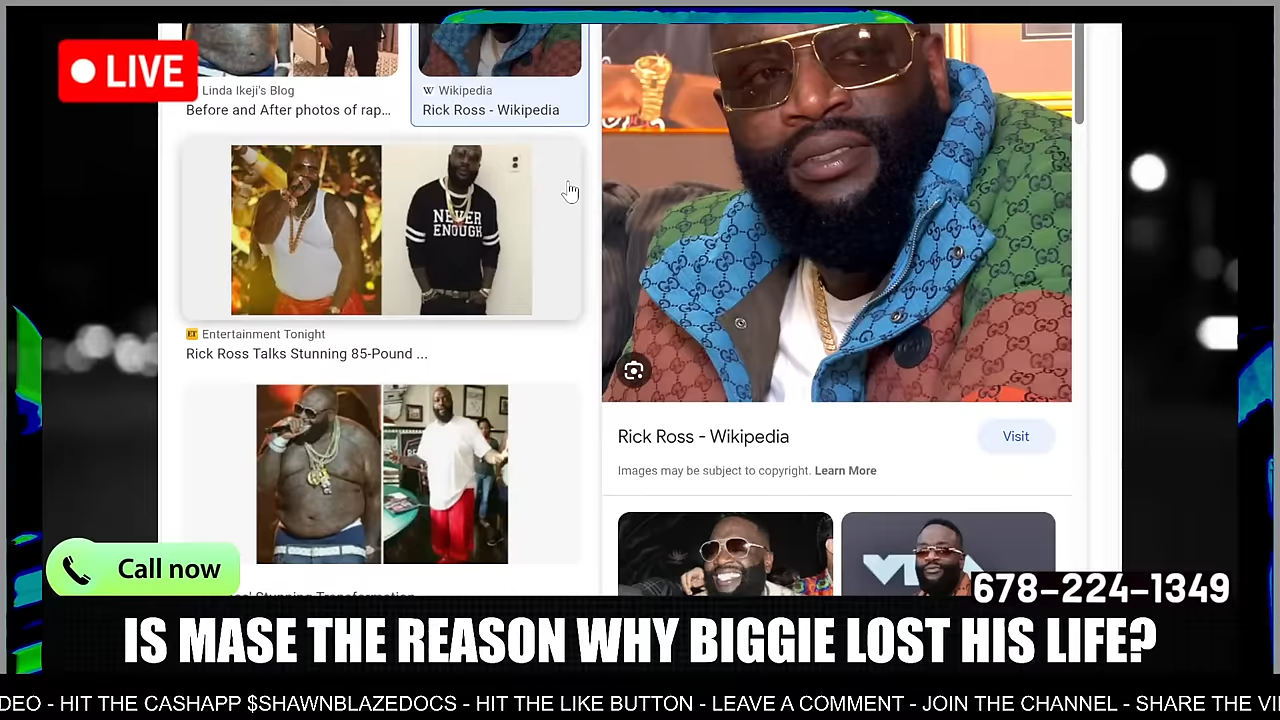 LIVE
Linda Ikeji's Blog
Before and After photos of rap...
W Wikipedia
Rick Ross - Wikipedia
NEVER
ENOUGH
ET Entertainment Tonight
Rick Ross Talks Stunning 85-Pound ...
Rick Ross - Wikipedia
Visit
Images may be subject to copyright. Learn More
Call now
678-224-1349
IS MASE THE REASON WHY BIGGIE LOST HIS LIFE?
DEO - HIT THE CASHAPP $SHAWNBLAZEDOCS - HIT THE LIKE BUTTON - LEAVE A COMMENT - JOIN THE CHANNEL - SHARE THE VI